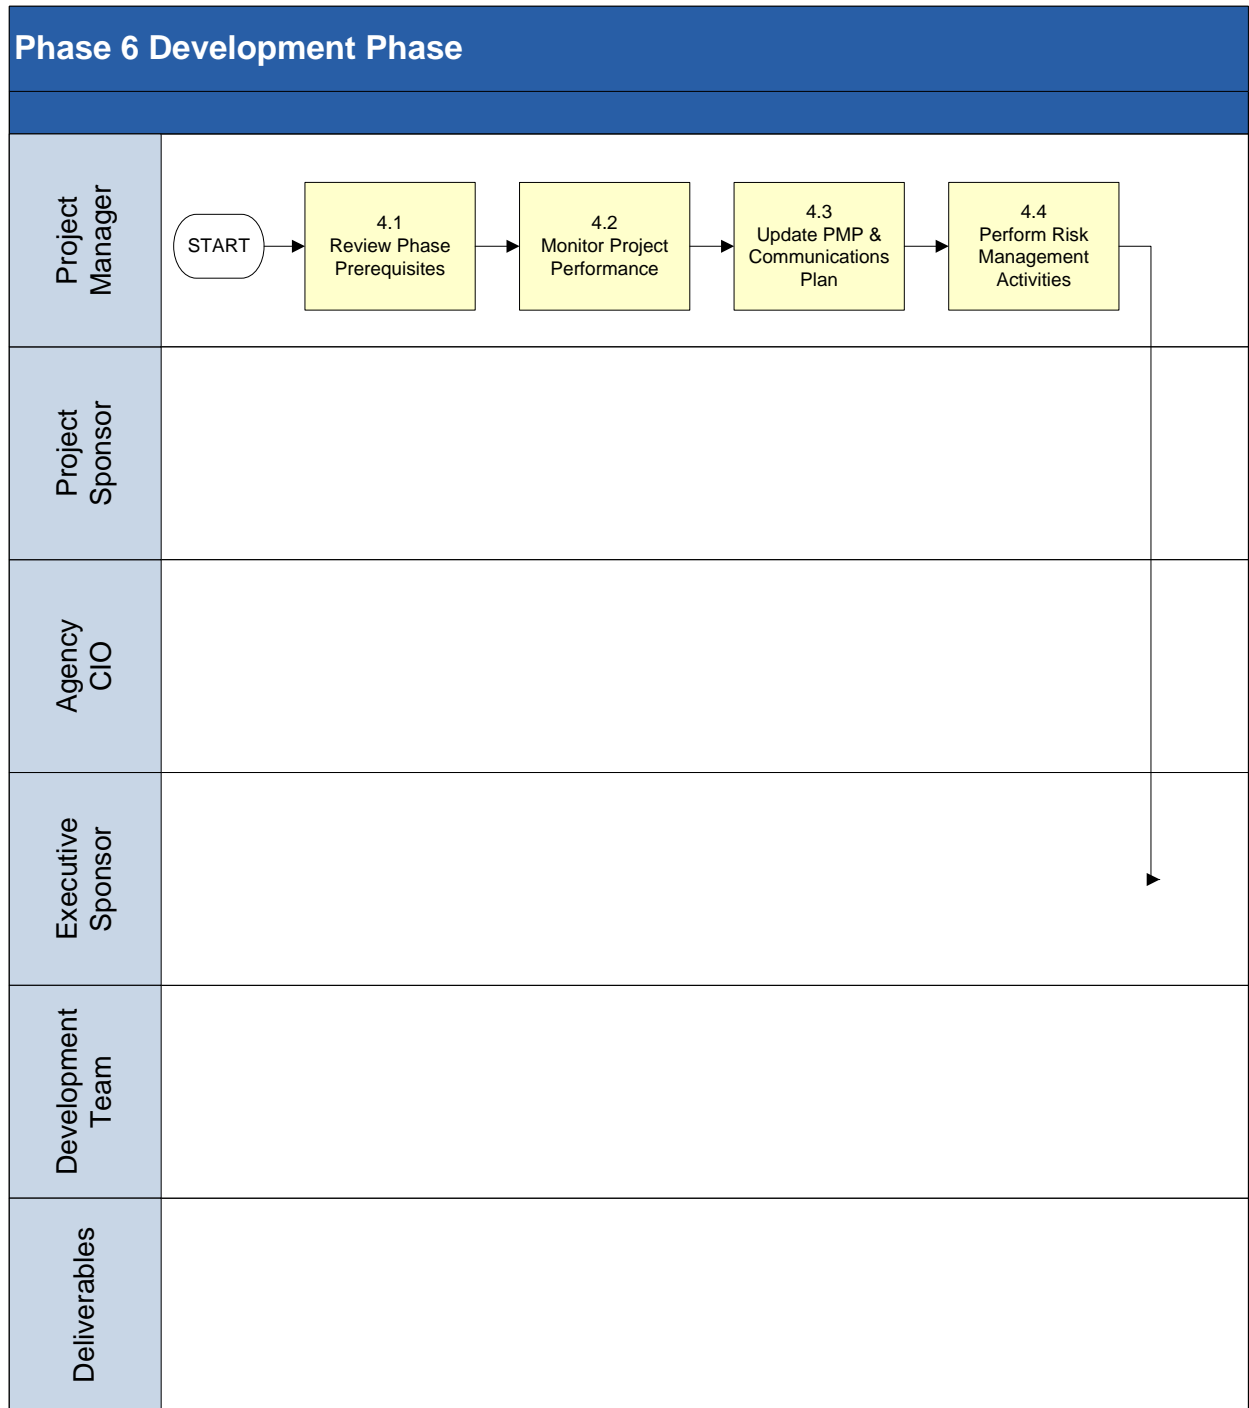 Phase 6 Development Phase
Project
Manager
START
4.1
Review Phase
Prerequisites
4.2
Monitor Project
Performance
4.3
Update PMP &
Communications
Plan
4.4
Perform Risk
Management
Activities
Project
Sponsor
Agency
CIO
Executive
Sponsor
Development
Team
Deliverables